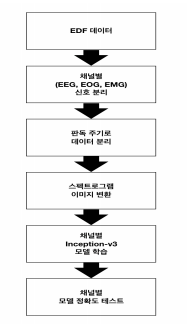 EDF 데이터
채널별
(EEG, EOG, EMG)
신호 분리
판독 주기로
데이터 분리
스펙트로그램
이미지 변환
채널별
Inception-v3
모델 학습
채널별
모델 정확도 테스트